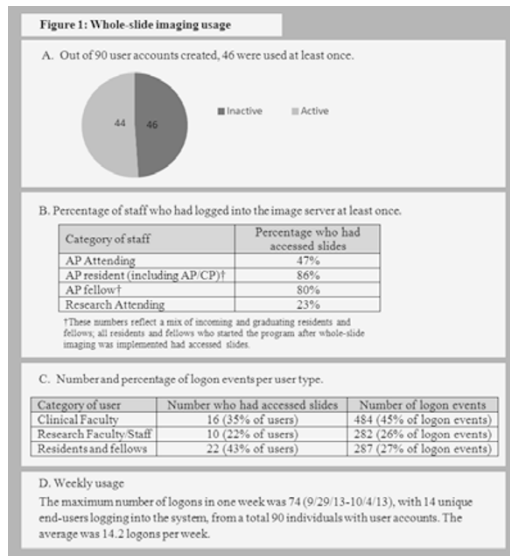 Figure 1: Whole-slide imaging usage
A. Out of 90 user accounts created, 46 were used at least once.
44 46
Inactive Active
B. Percentage of staff who had logged into the image server at least once.
Category of staff Percentage who had accessed slides
AP Attending 47%
AP resident (including AP/CP)† 86%
AP fellow† 80%
Research Attending 23%
†These numbers reflect a mix of incoming and graduating residents and
fellows; all residents and fellows who started the program after whole-slide
imaging was implemented had accessed slides.
C. Number and percentage of logon events per user type.
Category of user Number who had accessed slides Number of logon events
Clinical Faculty 16 (35% of users) 484 (45% of logon events)
Research Faculty/Staff 10 (22% of users) 282 (26% of logon events)
Residents and fellows 22 (43% of users) 287 (27% of logon events)
D. Weekly usage
The maximum number of logons in one week was 74 (9/29/13-10/4/13), with 14 unique
end-users logging into the system, from a total 90 individuals with user accounts. The
average was 14.2 logons per week.